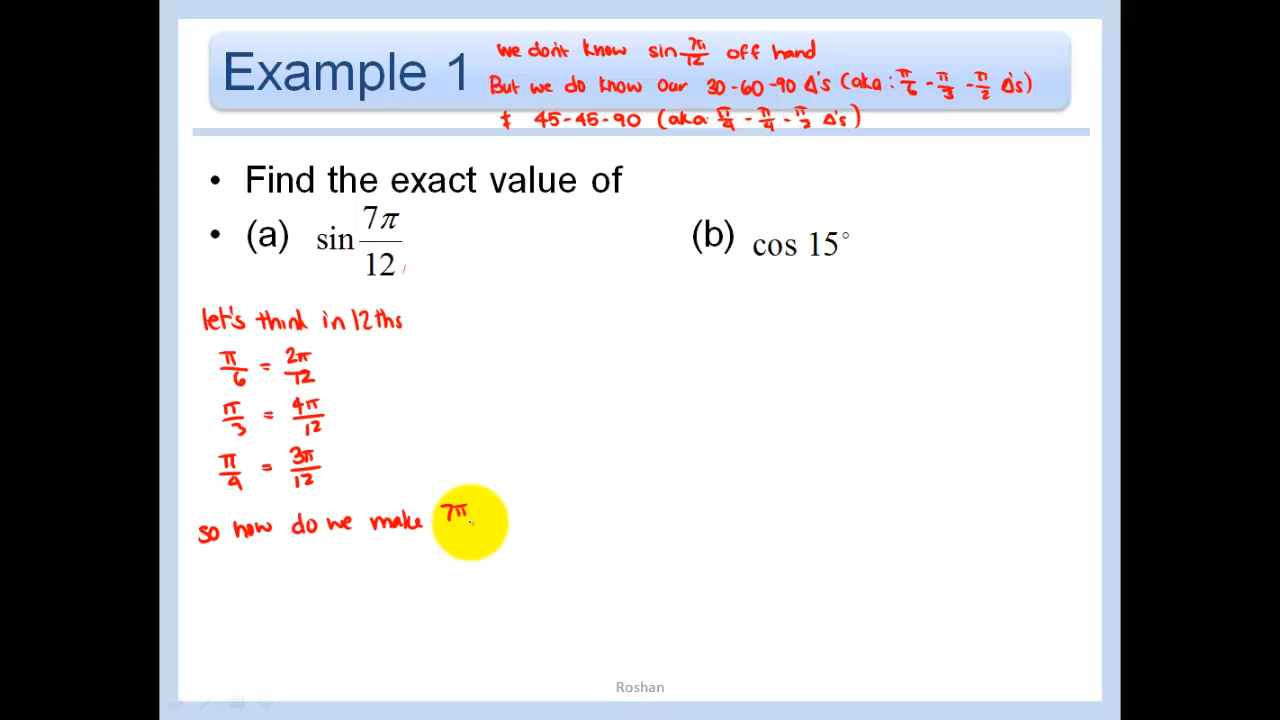 Example 1
we don't know sin 7π/12 off hand
But we do know our 30-60-90 Δ's (aka: π/6 - π/3 - π/2 Δ's)
& 45-45-90 (aka: π/4 - π/4 - π/2 Δ's)
• Find the exact value of
• (a) sin 7π/12 (b) cos 15°
let's think in 12ths
π/6 = 2π/12
π/3 = 4π/12
π/4 = 3π/12
so how do we make 7π
Roshan